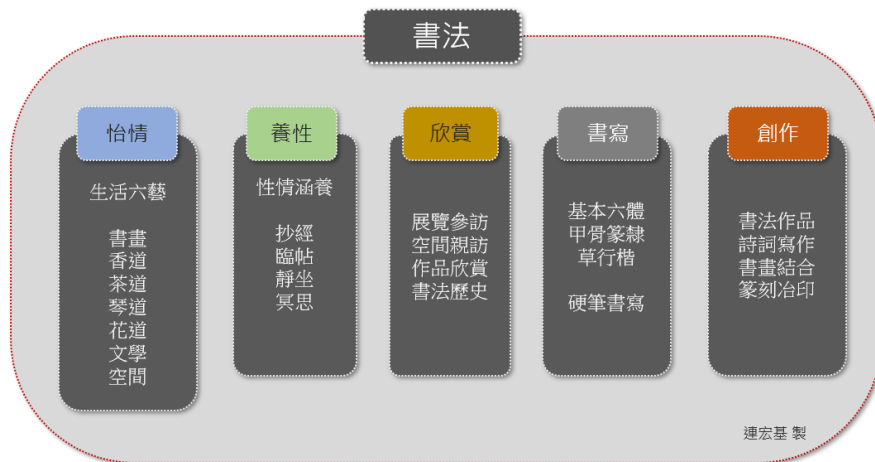 書法
怡情
生活六藝
書畫
香道
茶道
琴道
花道
文學
空間
養性
性情涵養
抄經
臨帖
靜坐
冥思
欣賞
展覽參訪
空間親訪
作品欣賞
書法歷史
書寫
基本六體
甲骨篆隸
草行楷
硬筆書寫
創作
書法作品
詩詞寫作
書畫結合
篆刻冶印
連宏基 製